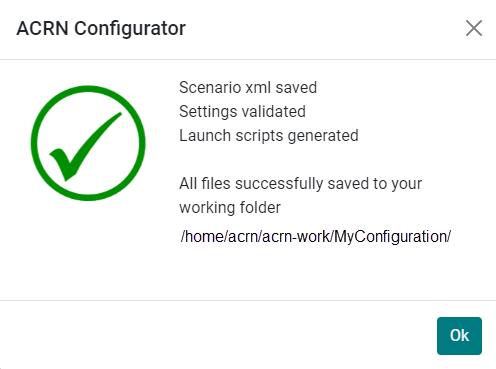 ACRN Configurator
Scenario xml saved
Settings validated
Launch scripts generated
All files successfully saved to your
working folder
/home/acrn/acrn-work/MyConfiguration/
Ok